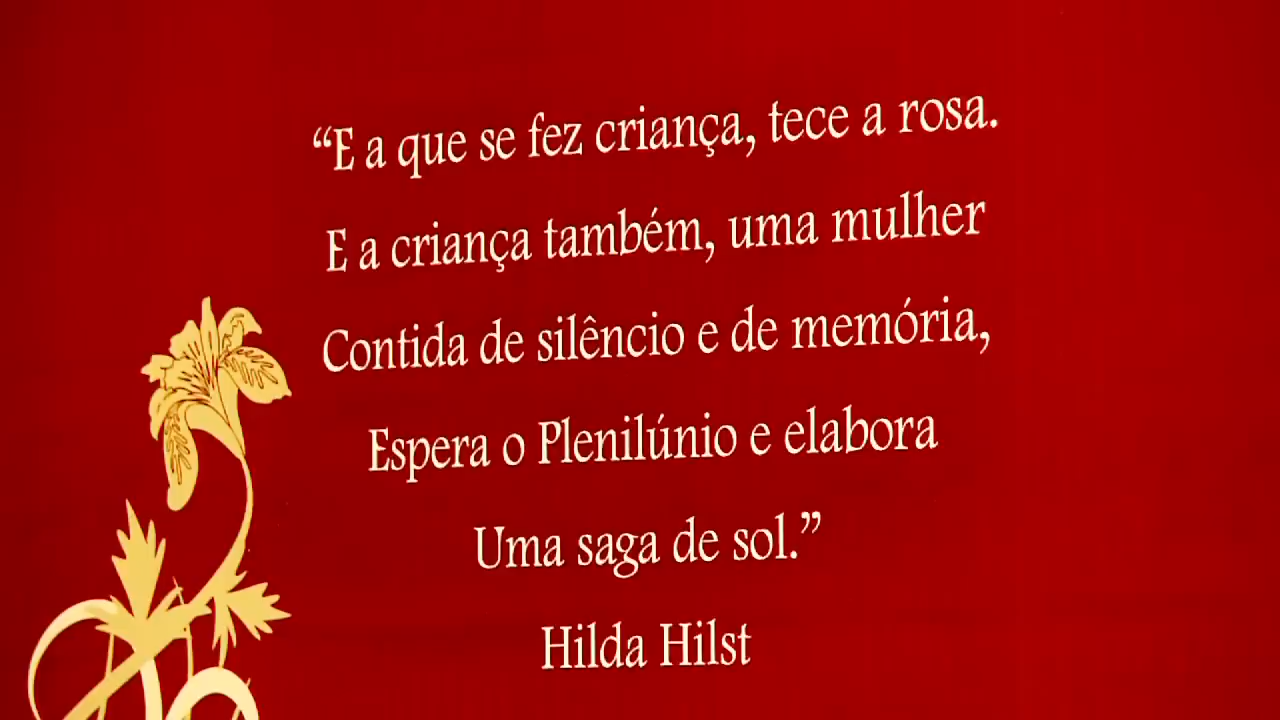 “E a que se fez criança, tece a rosa.
E a criança também, uma mulher
Contida de silêncio e de memória,
Espera o Plenilúnio e elabora
Uma saga de sol.”
Hilda Hilst